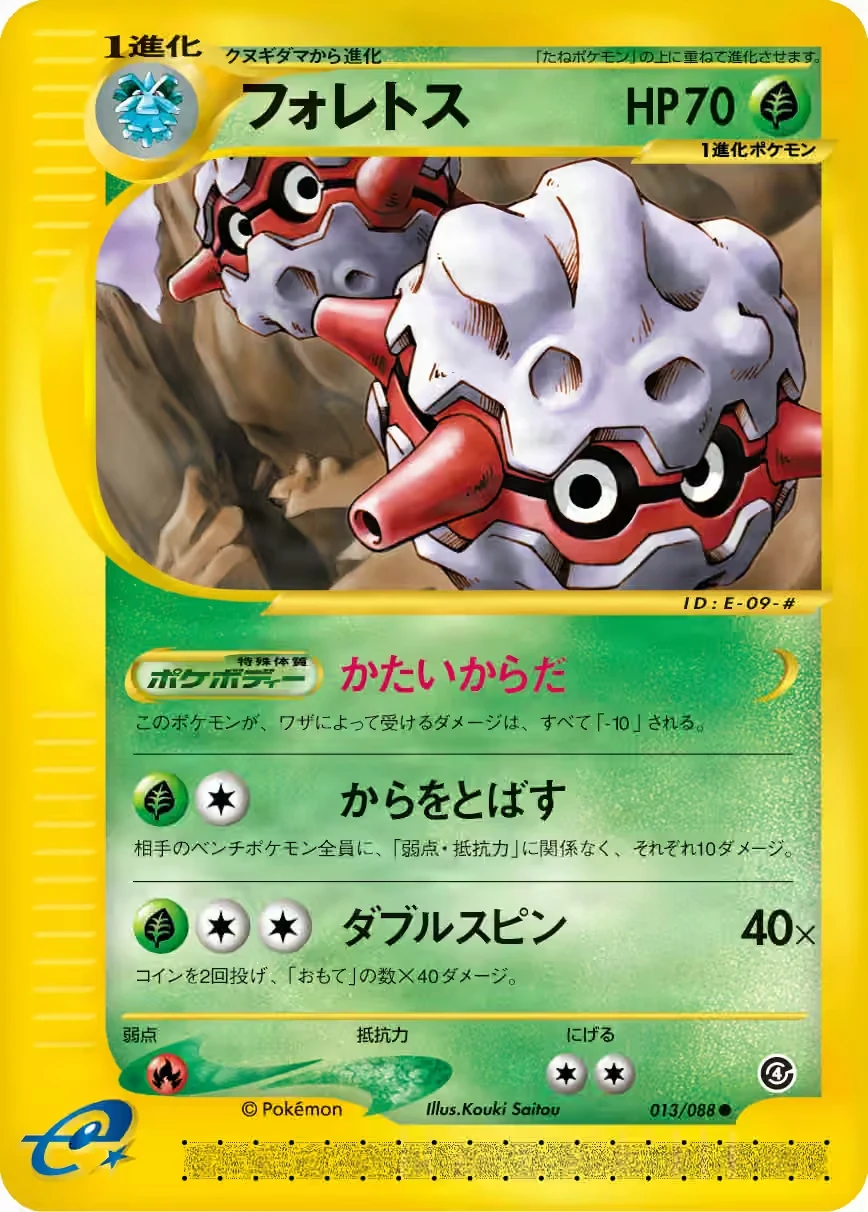 1進化
クヌギダマから進化
「たねポケモン」の上に重ねて進化させます。
フォレトス
HP70
1進化ポケモン
ID:E-09-#
特殊体質
ポケボディー
かたいからだ
このポケモンが、ワザによって受けるダメージは、すべて「-10」される。
からをとばす
相手のベンチポケモン全員に、「弱点・抵抗力」に関係なく、それぞれ10ダメージ。
ダブルスピン
40×
コインを2回投げ、「おもて」の数×40ダメージ。
弱点
抵抗力
にげる
4
© Pokémon
Illus.Kouki Saitou
013/088●
e